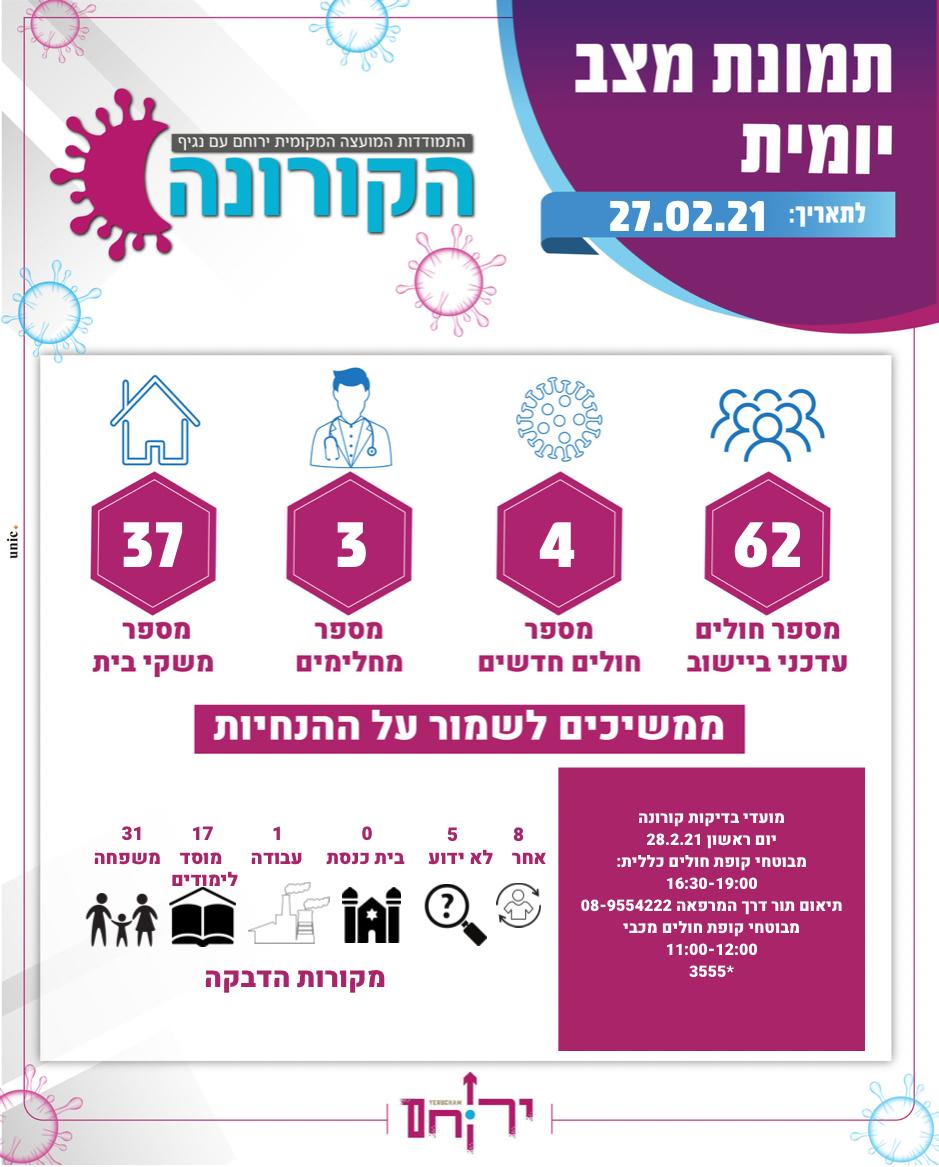 תמונת מצב
יומית
לתאריך: 27.02.21
התמודדות המועצה המקומית ירוחם עם נגיף
הקורונה
62
מספר חולים
עדכני ביישוב
4
מספר
חולים חדשים
3
מספר
מחלימים
37
מספר
משקי בית
ממשיכים לשמור על ההנחיות
מועדי בדיקות קורונה
יום ראשון 28.2.21
מבוטחי קופת חולים כללית:
16:30-19:00
תיאום תור דרך המרפאה 08-9554222
מבוטחי קופת חולים מכבי
11:00-12:00
*3555
8
אחר
5
לא ידוע
0
בית כנסת
1
עבודה
17
מוסד
לימודים
31
משפחה
מקורות הדבקה
unic.
YERUCHAM
ירוחם